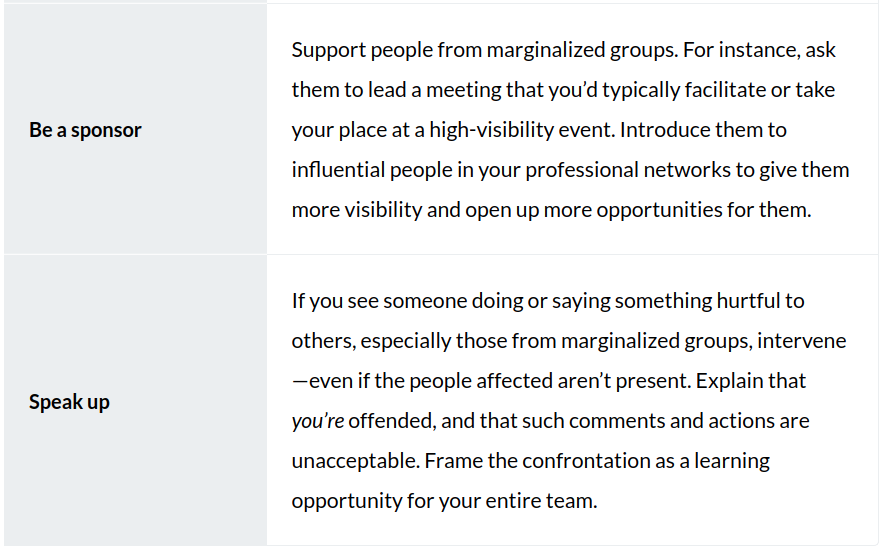 Be a sponsor
Support people from marginalized groups. For instance, ask
them to lead a meeting that you’d typically facilitate or take
your place at a high-visibility event. Introduce them to
influential people in your professional networks to give them
more visibility and open up more opportunities for them.
Speak up
If you see someone doing or saying something hurtful to
others, especially those from marginalized groups, intervene
—even if the people affected aren’t present. Explain that
you’re offended, and that such comments and actions are
unacceptable. Frame the confrontation as a learning
opportunity for your entire team.